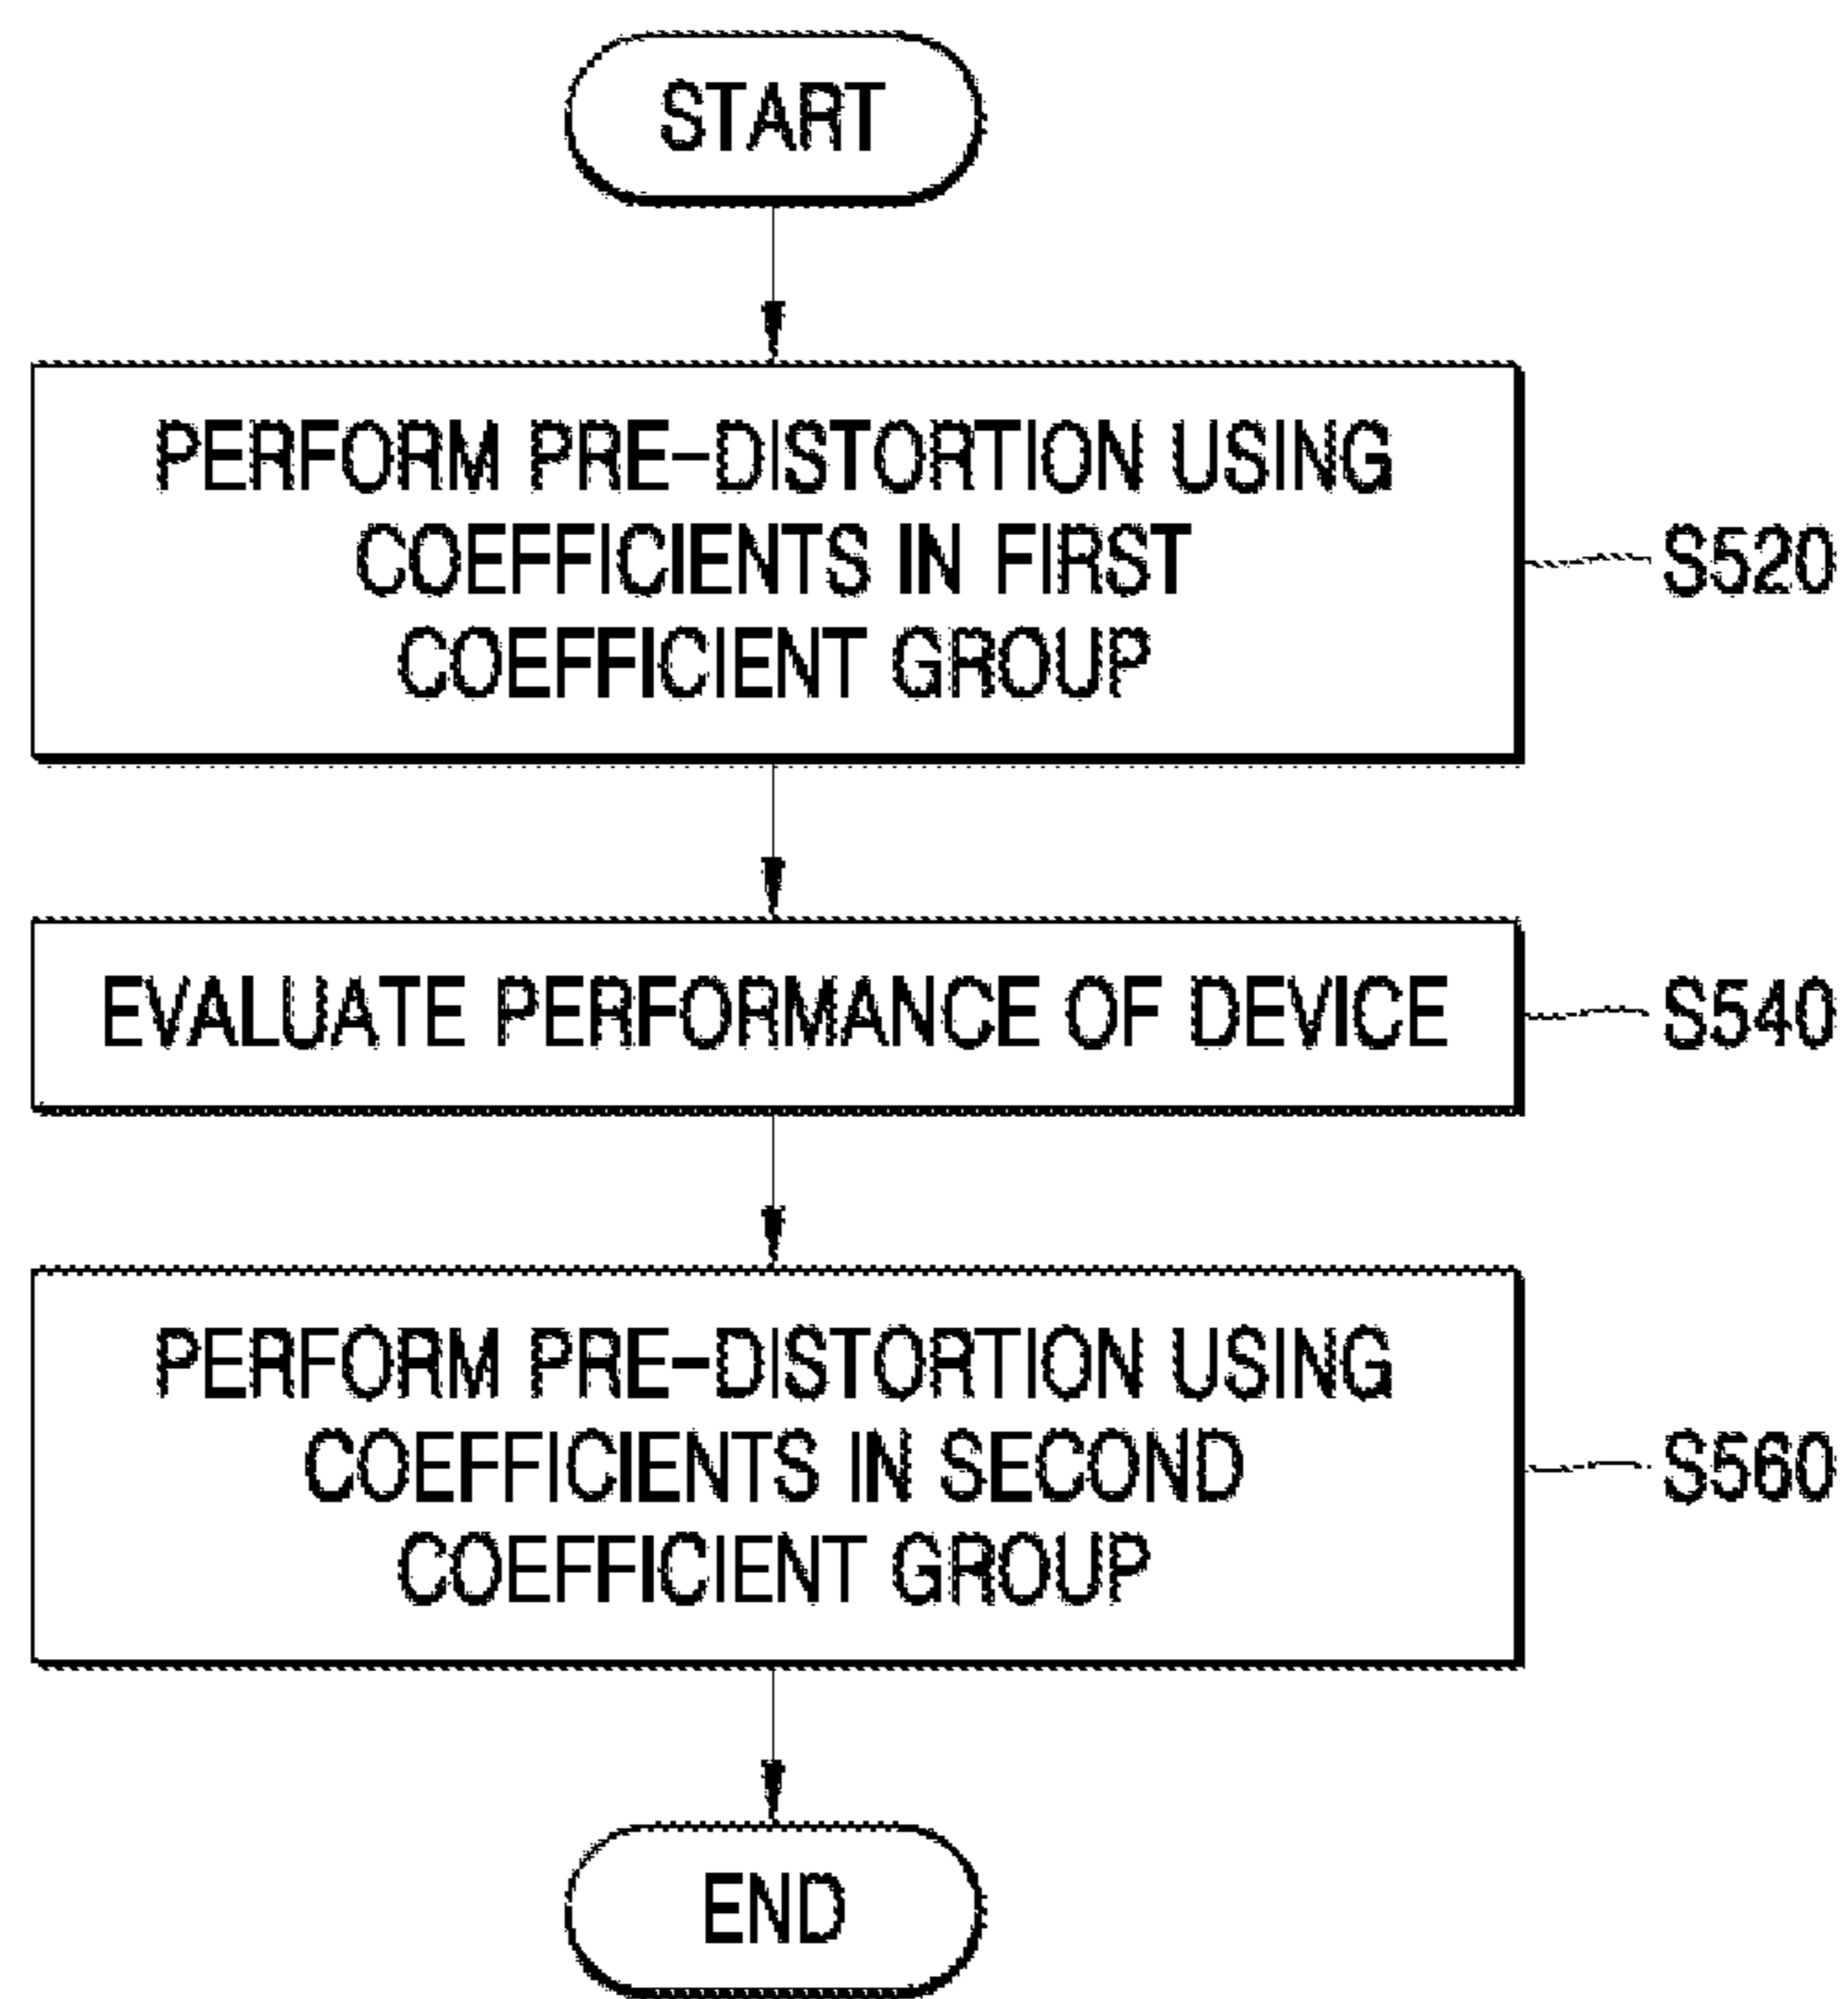 START
PERFORM PRE-DISTORTION USING
COEFFICIENTS IN FIRST
COEFFICIENT GROUP
S520
EVALUATE PERFORMANCE OF DEVICE
S540
PERFORM PRE-DISTORTION USING
COEFFICIENTS IN SECOND
COEFFICIENT GROUP
S560
END